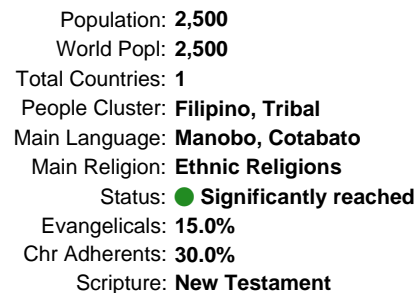 Population: 2,500
World Popl: 2,500
Total Countries: 1
People Cluster: Filipino, Tribal
Main Language: Manobo, Cotabato
Main Religion: Ethnic Religions
Status: Significantly reached
Evangelicals: 15.0%
Chr Adherents: 30.0%
Scripture: New Testament